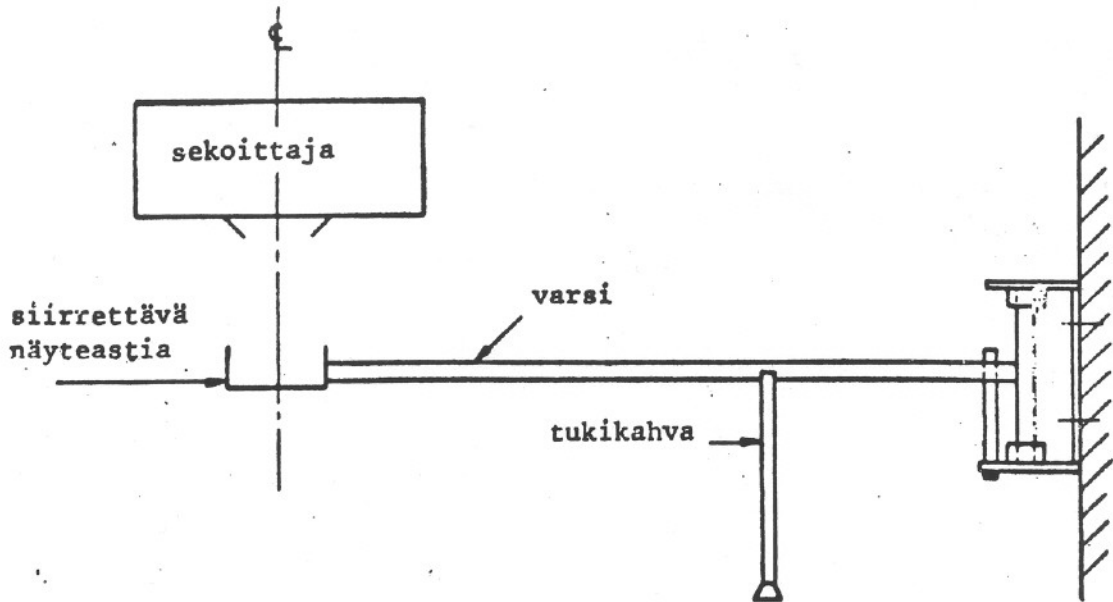 ℄
sekoittaja
siirrettävä
näyteastia
varsi
tukikahva